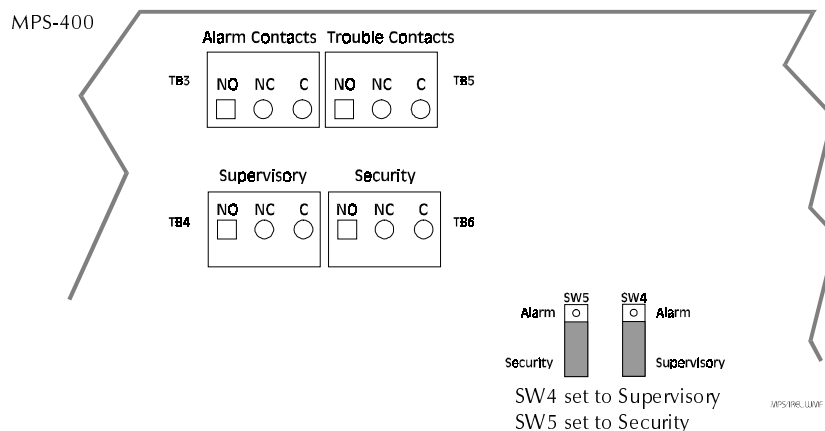 MPS-400
Alarm Contacts Trouble Contacts
TB3 NO NC C NO NC C TB5
Supervisory Security
TB4 NO NC C NO NC C TB6
SW5 SW4
Alarm Alarm
Security Supervisory
SW4 set to Supervisory
SW5 set to Security